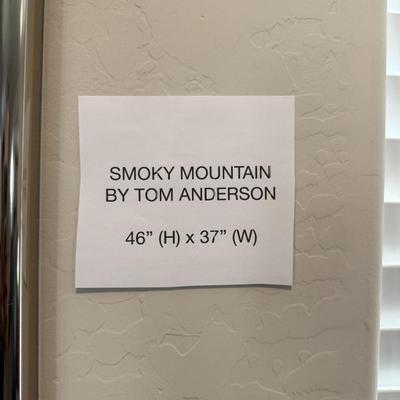 SMOKY MOUNTAIN
BY TOM ANDERSON
46” (H) x 37” (W)